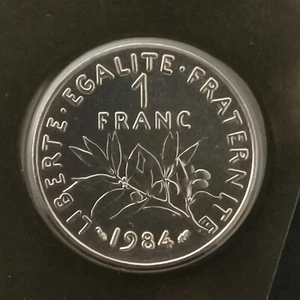 LIBERTE · EGALITE · FRATERNITE
1
FRANC
1984